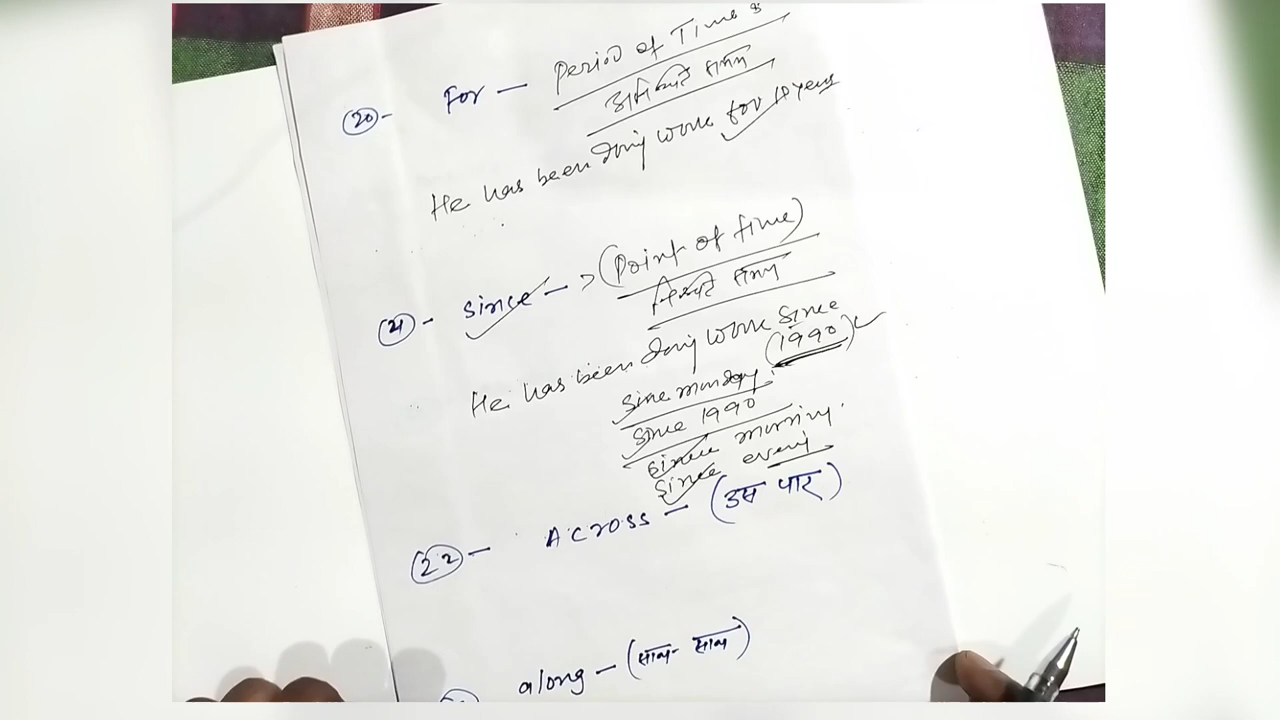 20- For - Period of Time
अनिश्चित समय
He has been doing work for 10 years
21- Since -> (Point of time)
निश्चित समय
He has been doing work since
(1990)
Sine monday.
Since 1990
Since morning.
Since eveni
22- ACROSS - (उस पार)
along - (साथ-साथ)